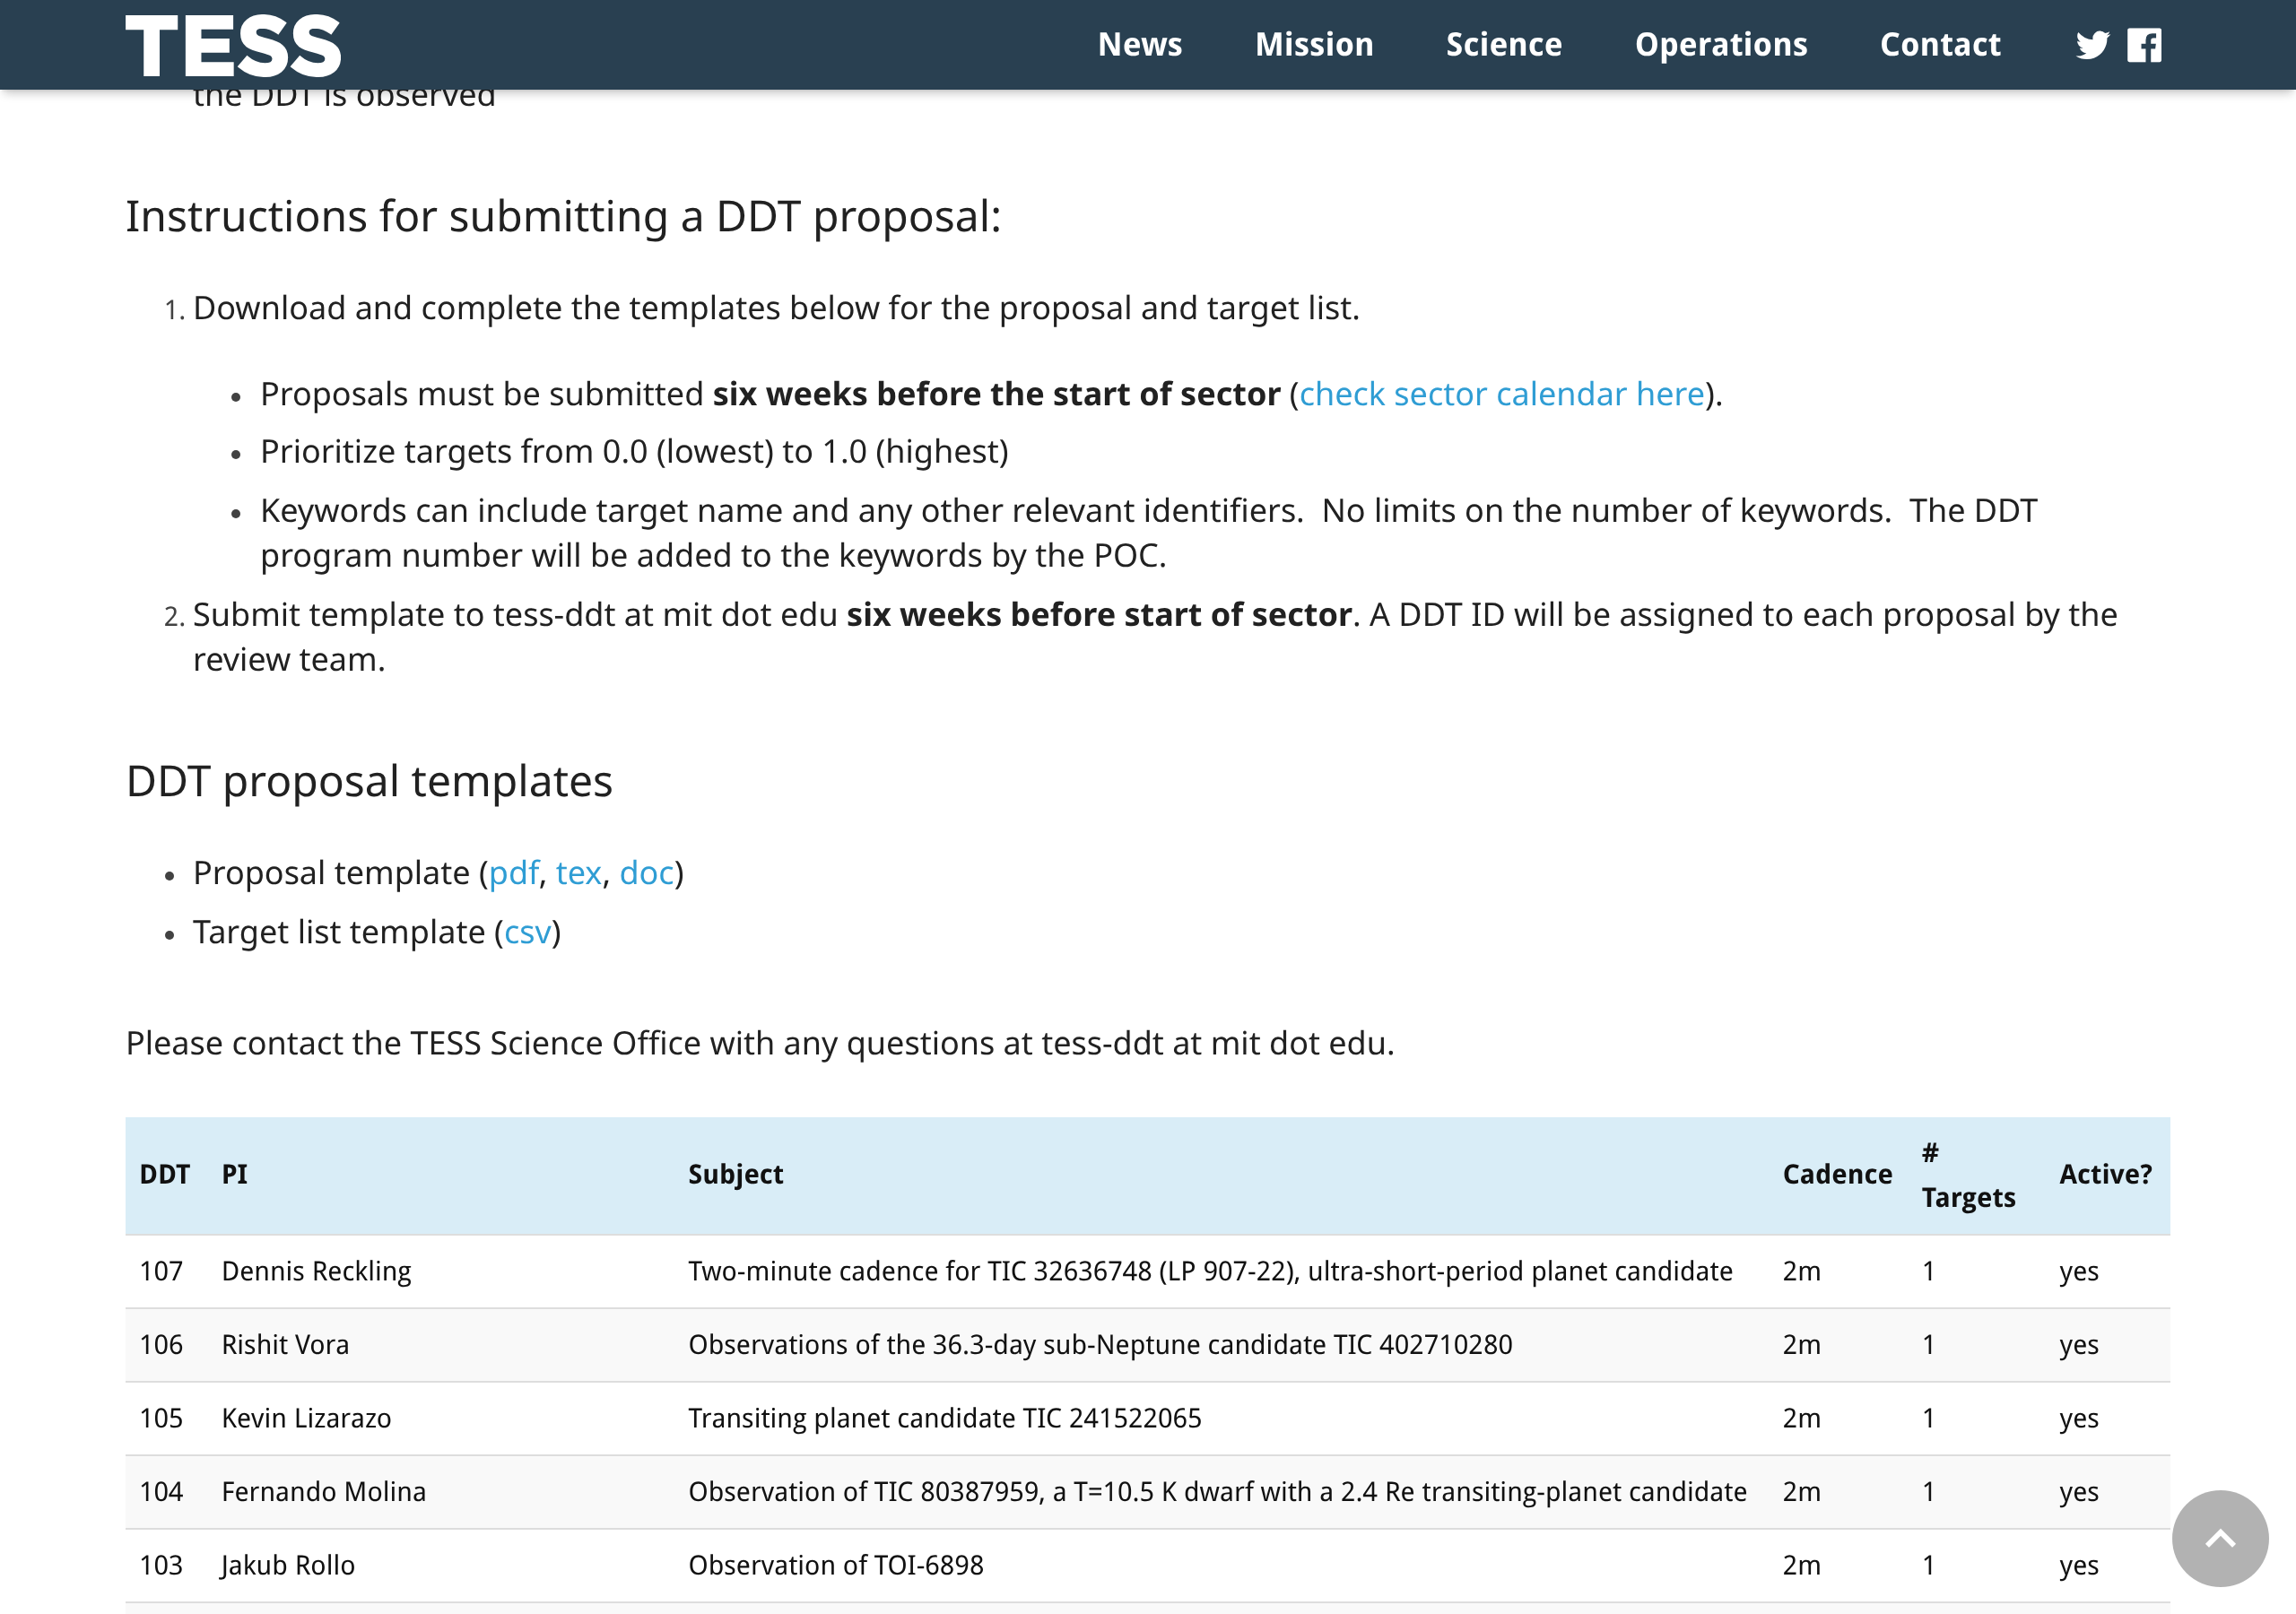 TESS
News Mission Science Operations Contact
the DDT is observed
Instructions for submitting a DDT proposal:
1. Download and complete the templates below for the proposal and target list.
• Proposals must be submitted six weeks before the start of sector (check sector calendar here).
• Prioritize targets from 0.0 (lowest) to 1.0 (highest)
• Keywords can include target name and any other relevant identifiers.  No limits on the number of keywords.  The DDT
program number will be added to the keywords by the POC.
2. Submit template to tess-ddt at mit dot edu six weeks before start of sector. A DDT ID will be assigned to each proposal by the
review team.
DDT proposal templates
• Proposal template (pdf, tex, doc)
• Target list template (csv)
Please contact the TESS Science Office with any questions at tess-ddt at mit dot edu.
DDT PI Subject Cadence # Targets Active?
107 Dennis Reckling Two-minute cadence for TIC 32636748 (LP 907-22), ultra-short-period planet candidate 2m 1 yes
106 Rishit Vora Observations of the 36.3-day sub-Neptune candidate TIC 402710280 2m 1 yes
105 Kevin Lizarazo Transiting planet candidate TIC 241522065 2m 1 yes
104 Fernando Molina Observation of TIC 80387959, a T=10.5 K dwarf with a 2.4 Re transiting-planet candidate 2m 1 yes
103 Jakub Rollo Observation of TOI-6898 2m 1 yes